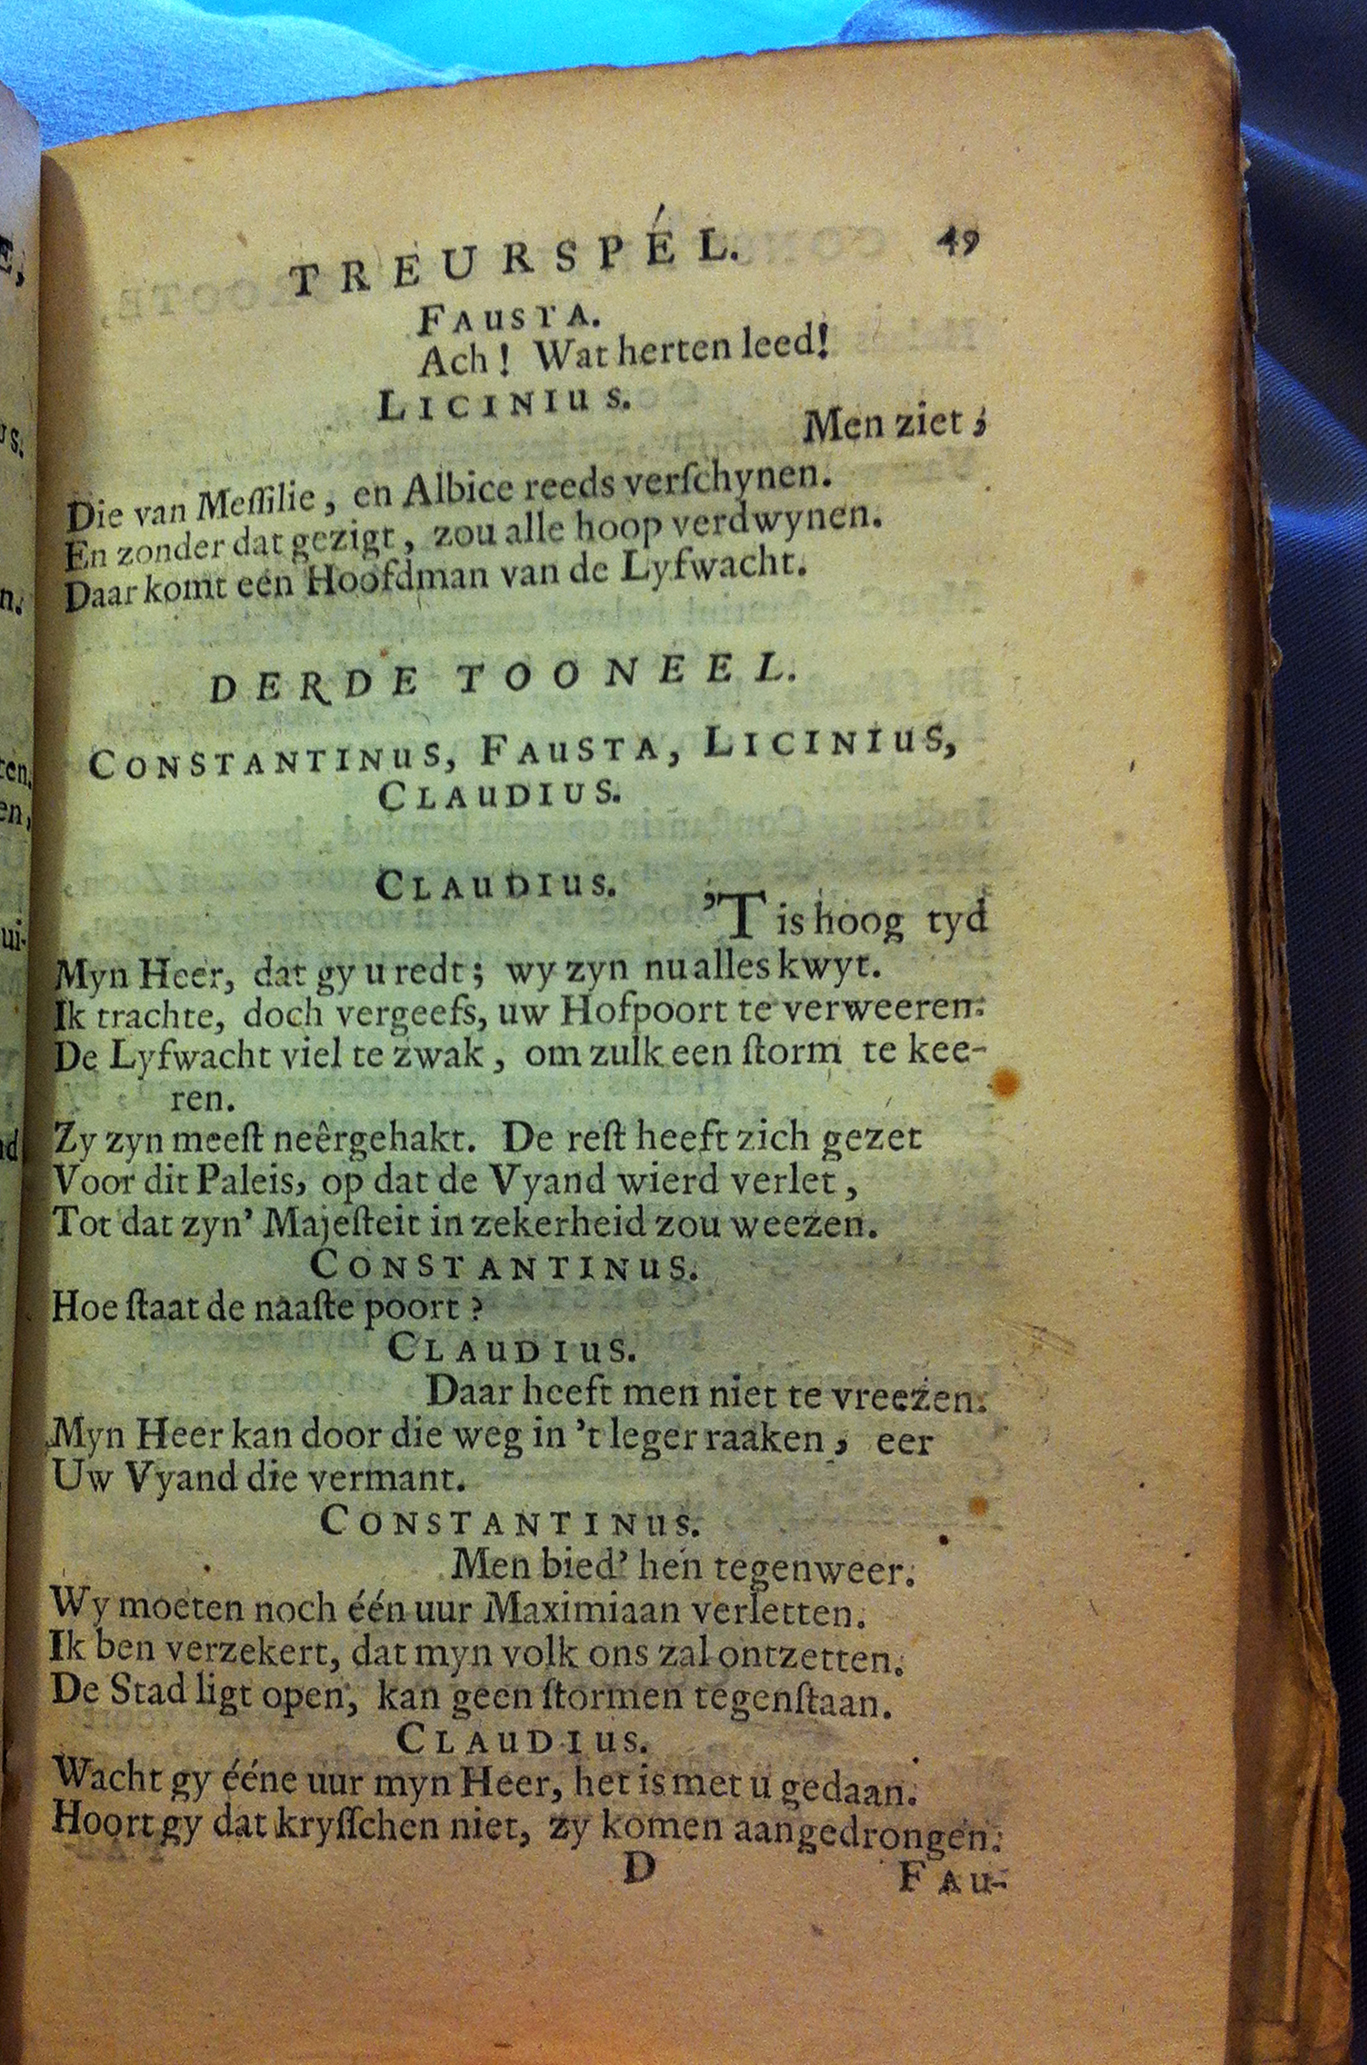 TREURSPÉL. 49
FAUSTA.
Ach! Wat herten leed!
LICINIUS.
Men ziet;
Die van Meſſilie, en Albice reeds verſchynen.
En zonder dat gezigt, zou alle hoop verdwynen.
Daar komt een Hoofdman van de Lyfwacht.
DERDE TOONEEL.
CONSTANTINUS, FAUSTA, LICINIUS,
CLAUDIUS.
CLAUDIUS.
'T is hoog tyd
Myn Heer, dat gy u redt; wy zyn nu alles kwyt.
Ik trachte, doch vergeefs, uw Hofpoort te verweeren.
De Lyfwacht viel te zwak, om zulk een ſtorm te kee-
ren.
Zy zyn meeſt neêrgehakt. De reſt heeft zich gezet
Voor dit Paleis, op dat de Vyand wierd verlet,
Tot dat zyn' Majeſteit in zekerheid zou weezen.
CONSTANTINUS.
Hoe ſtaat de naaſte poort?
CLAUDIUS.
Daar heeft men niet te vreezen.
Myn Heer kan door die weg in 't leger raaken, eer
Uw Vyand die vermant.
CONSTANTINUS.
Men bied' hen tegenweer.
Wy moeten noch één uur Maximiaan verletten.
Ik ben verzekert, dat myn volk ons zal ontzetten.
De Stad ligt open, kan geen ſtormen tegenſtaan.
CLAUDIUS.
Wacht gy ééne uur myn Heer, het is met u gedaan.
Hoort gy dat kryſſchen niet, zy komen aangedrongen.
D FAU-